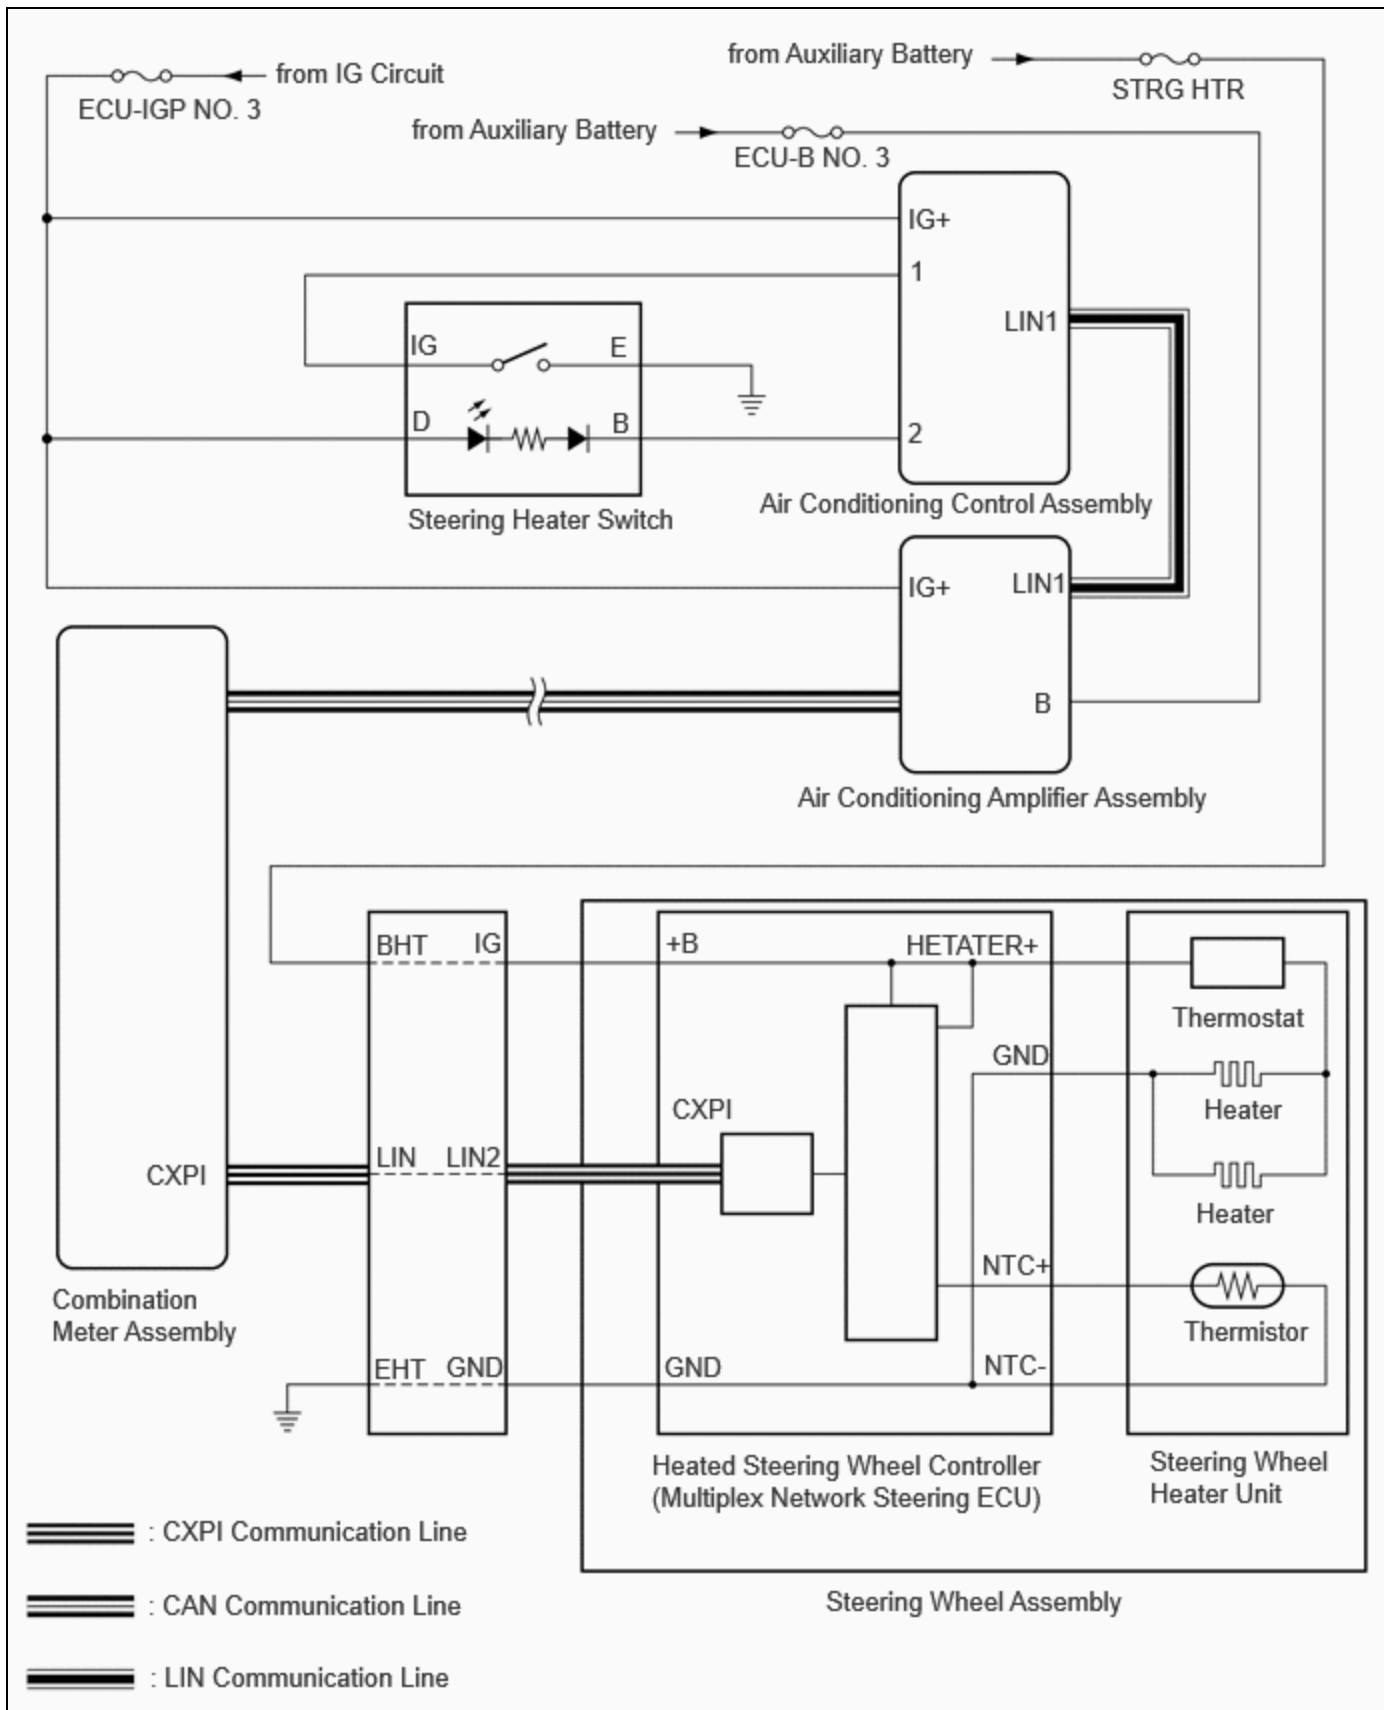 from Auxiliary Battery
STRG HTR
from IG Circuit
ECU-IGP NO. 3
from Auxiliary Battery
ECU-B NO. 3
IG+
1
LIN1
IG
E
D
B
2
Steering Heater Switch
Air Conditioning Control Assembly
IG+
LIN1
B
Air Conditioning Amplifier Assembly
BHT
IG
+B
HETATER+
Thermostat
GND
Heater
CXPI
CXPI
LIN
LIN2
Heater
NTC+
Thermistor
Combination
Meter Assembly
EHT
GND
GND
NTC-
Heated Steering Wheel Controller
(Multiplex Network Steering ECU)
Steering Wheel
Heater Unit
Steering Wheel Assembly
: CXPI Communication Line
: CAN Communication Line
: LIN Communication Line